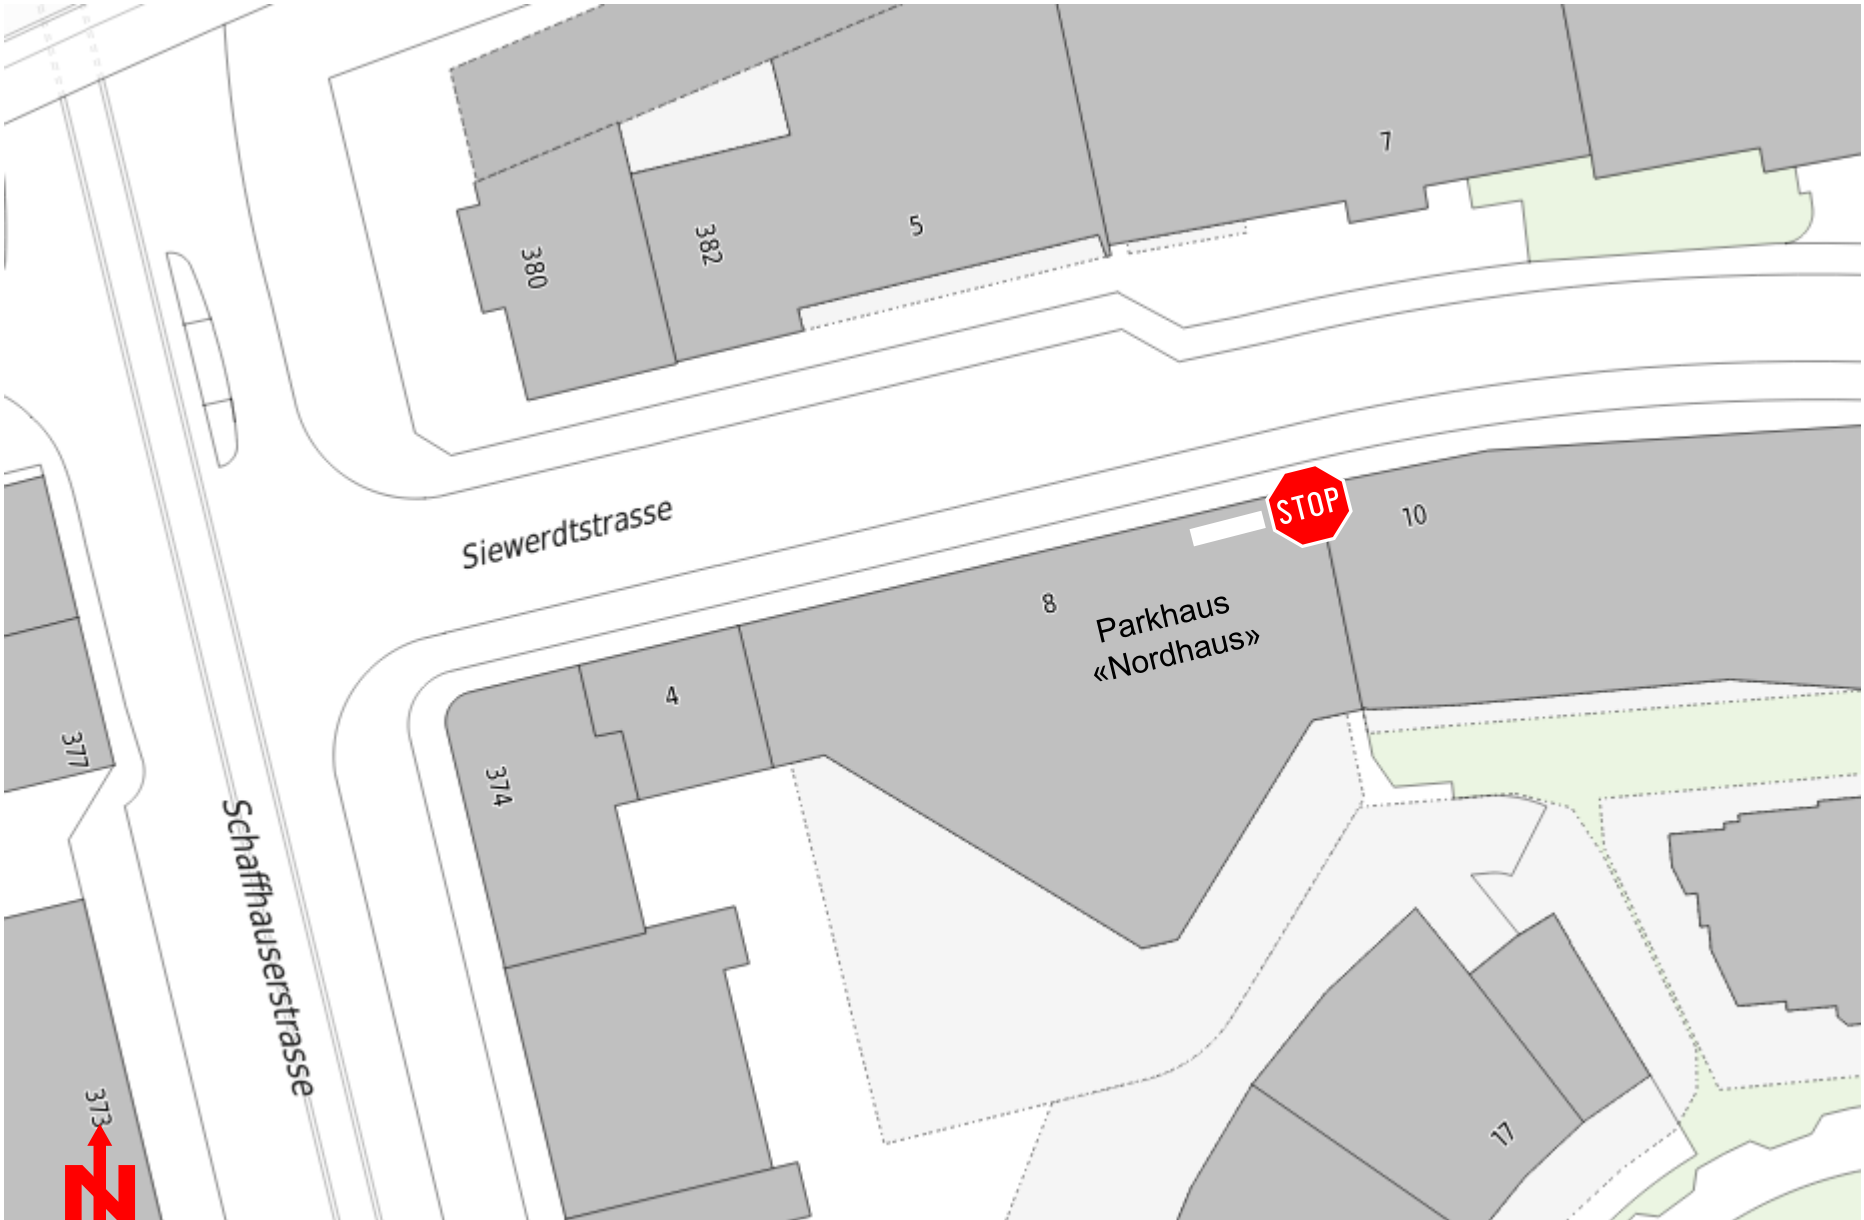 7
5
382
380
STOP
10
Siewerdtstrasse
8
Parkhaus
«Nordhaus»
4
377
374
Schaffhauserstrasse
373
17
N